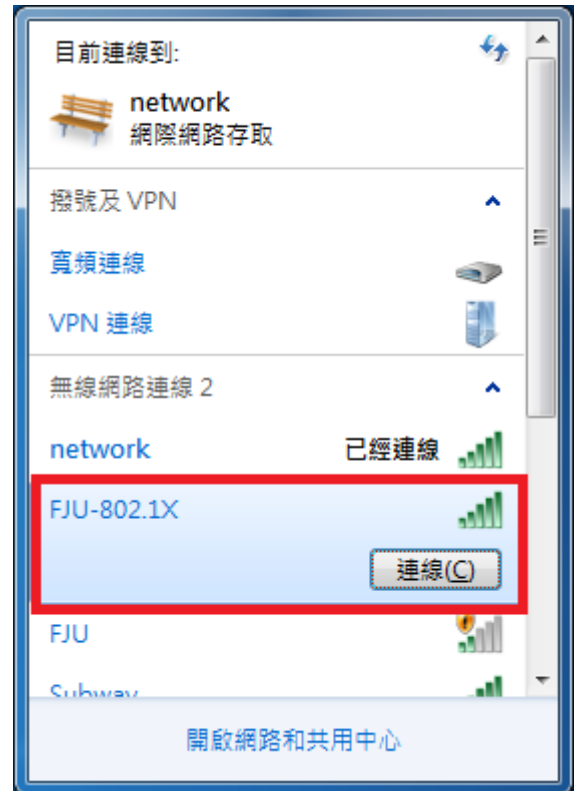 目前連線到:
network
網際網路存取
撥號及 VPN
寬頻連線
VPN 連線
無線網路連線 2
network 已經連線
FJU-802.1X
連線(C)
FJU
Subway
開啟網路和共用中心